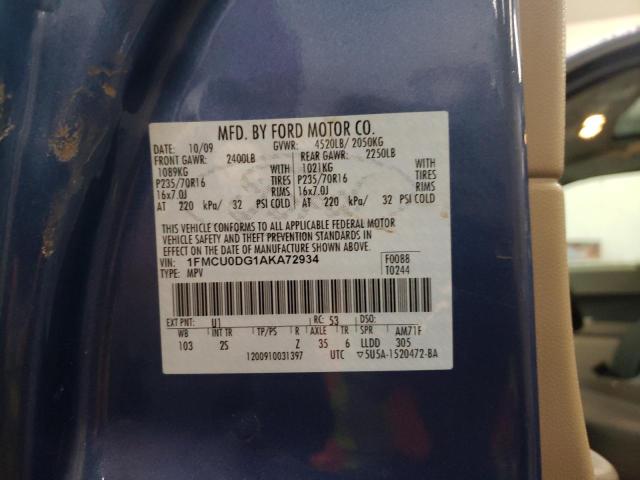 MFD. BY FORD MOTOR CO.
DATE: 10/09 GVWR: 4520LB/ 2050KG
FRONT GAWR: 2400LB REAR GAWR: 2250LB
1089KG WITH 1021KG WITH
P235/70R16 TIRES P235/70R16 TIRES
16x7.0J RIMS 16x7.0J RIMS
AT 220 kPa/ 32 PSI COLD AT 220 kPa/ 32 PSI COLD
THIS VEHICLE CONFORMS TO ALL APPLICABLE FEDERAL MOTOR
VEHICLE SAFETY AND THEFT PREVENTION STANDARDS IN
EFFECT ON THE DATE OF MANUFACTURE SHOWN ABOVE.
VIN: 1FMCU0DG1AKA72934 F0088
TYPE: MPV T0244
EXT PNT: U1 RC: 53 DSO:
WB INT TR TP/PS R AXLE TR SPR AM71F
103 2S Z 35 6 LLDD 305
1200910031397 UTC ▽5U5A-1520472-BA